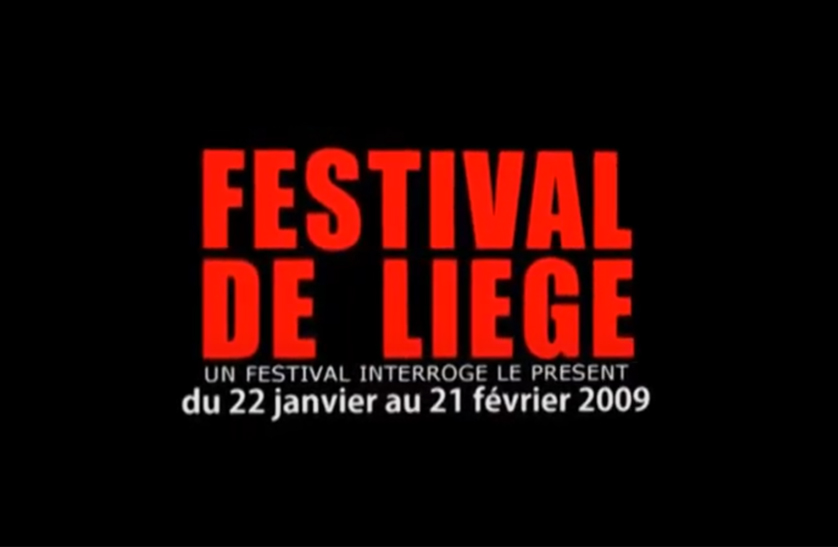 FESTIVAL
DE LIEGE
UN FESTIVAL INTERROGE LE PRESENT
du 22 janvier au 21 février 2009